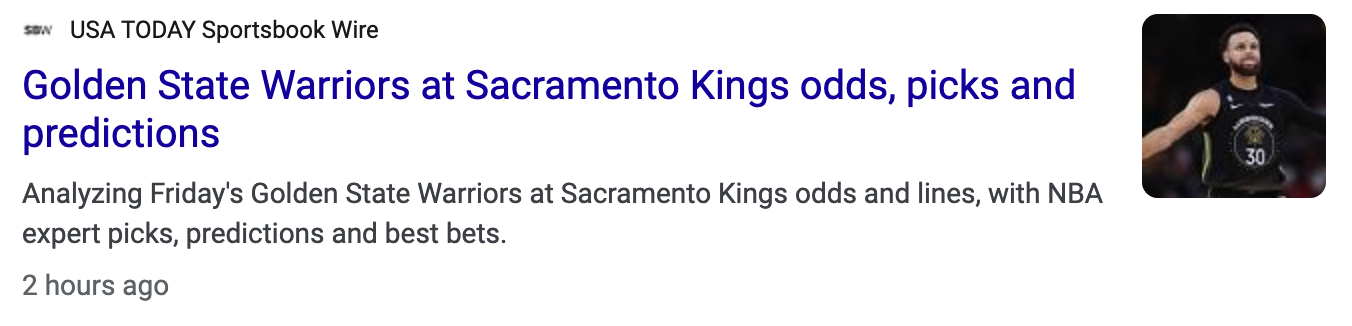 SBW USA TODAY Sportsbook Wire
Golden State Warriors at Sacramento Kings odds, picks and
predictions
Analyzing Friday's Golden State Warriors at Sacramento Kings odds and lines, with NBA
expert picks, predictions and best bets.
2 hours ago
30